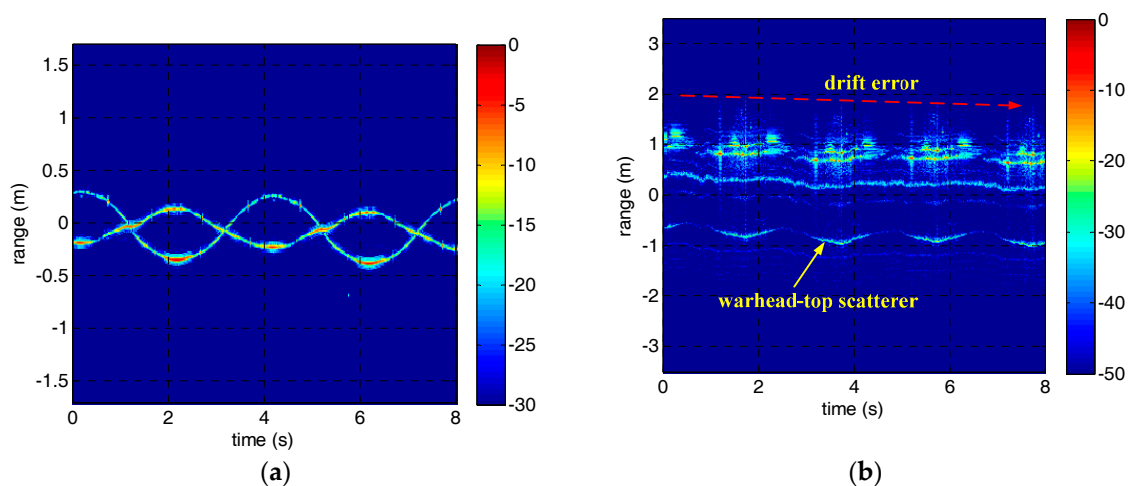 1.5
1
0.5
0
-0.5
-1
-1.5
range (m)
0 2 4 6 8
time (s)
0
-5
-10
-15
-20
-25
-30
(a)
3
2
1
0
-1
-2
-3
range (m)
drift error
warhead-top scatterer
0 2 4 6 8
time (s)
0
-10
-20
-30
-40
-50
(b)